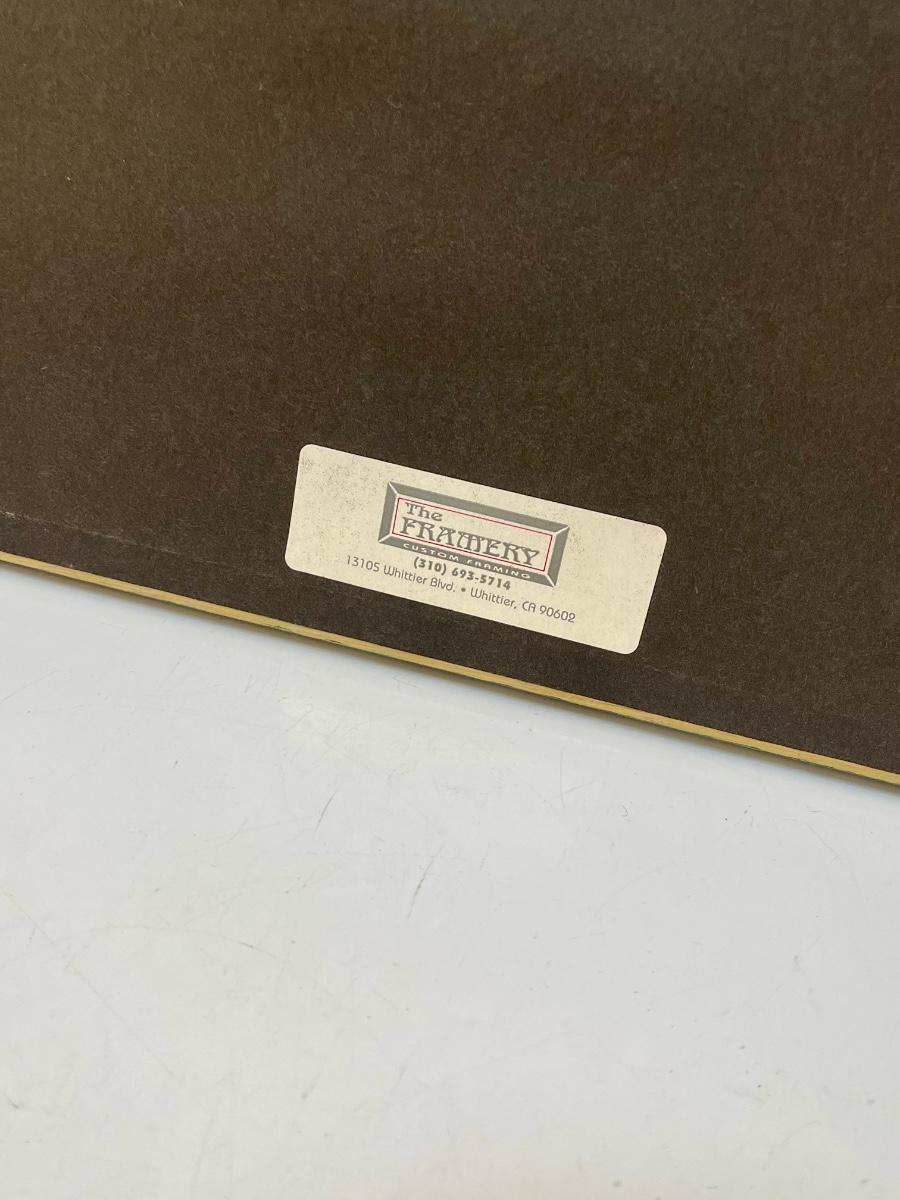 The
FRAMERY
CUSTOM FRAMING
(310) 693-5714
13105 Whittier Blvd. • Whittier, CA 90602